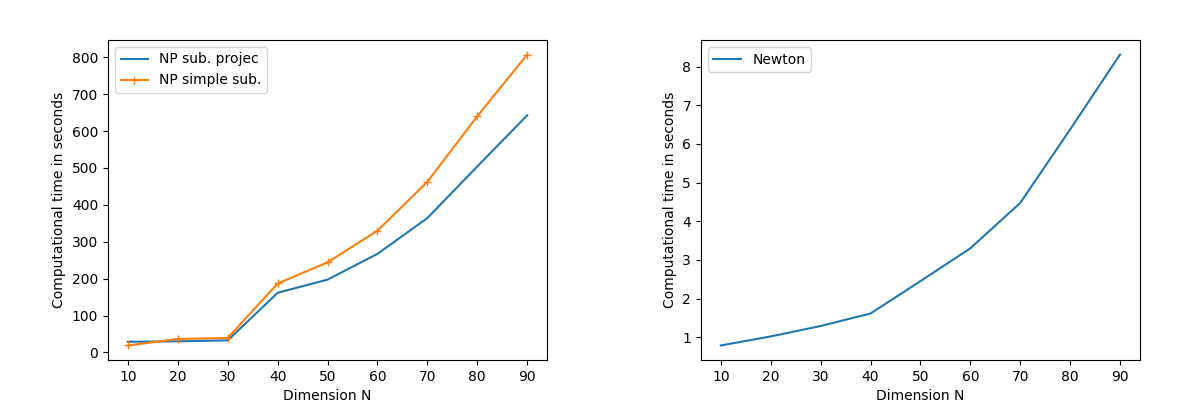 NP sub. projec
NP simple sub.
800
700
600
500
400
300
200
100
0
Computational time in seconds
10 20 30 40 50 60 70 80 90
Dimension N
Newton
8
7
6
5
4
3
2
1
Computational time in seconds
10 20 30 40 50 60 70 80 90
Dimension N